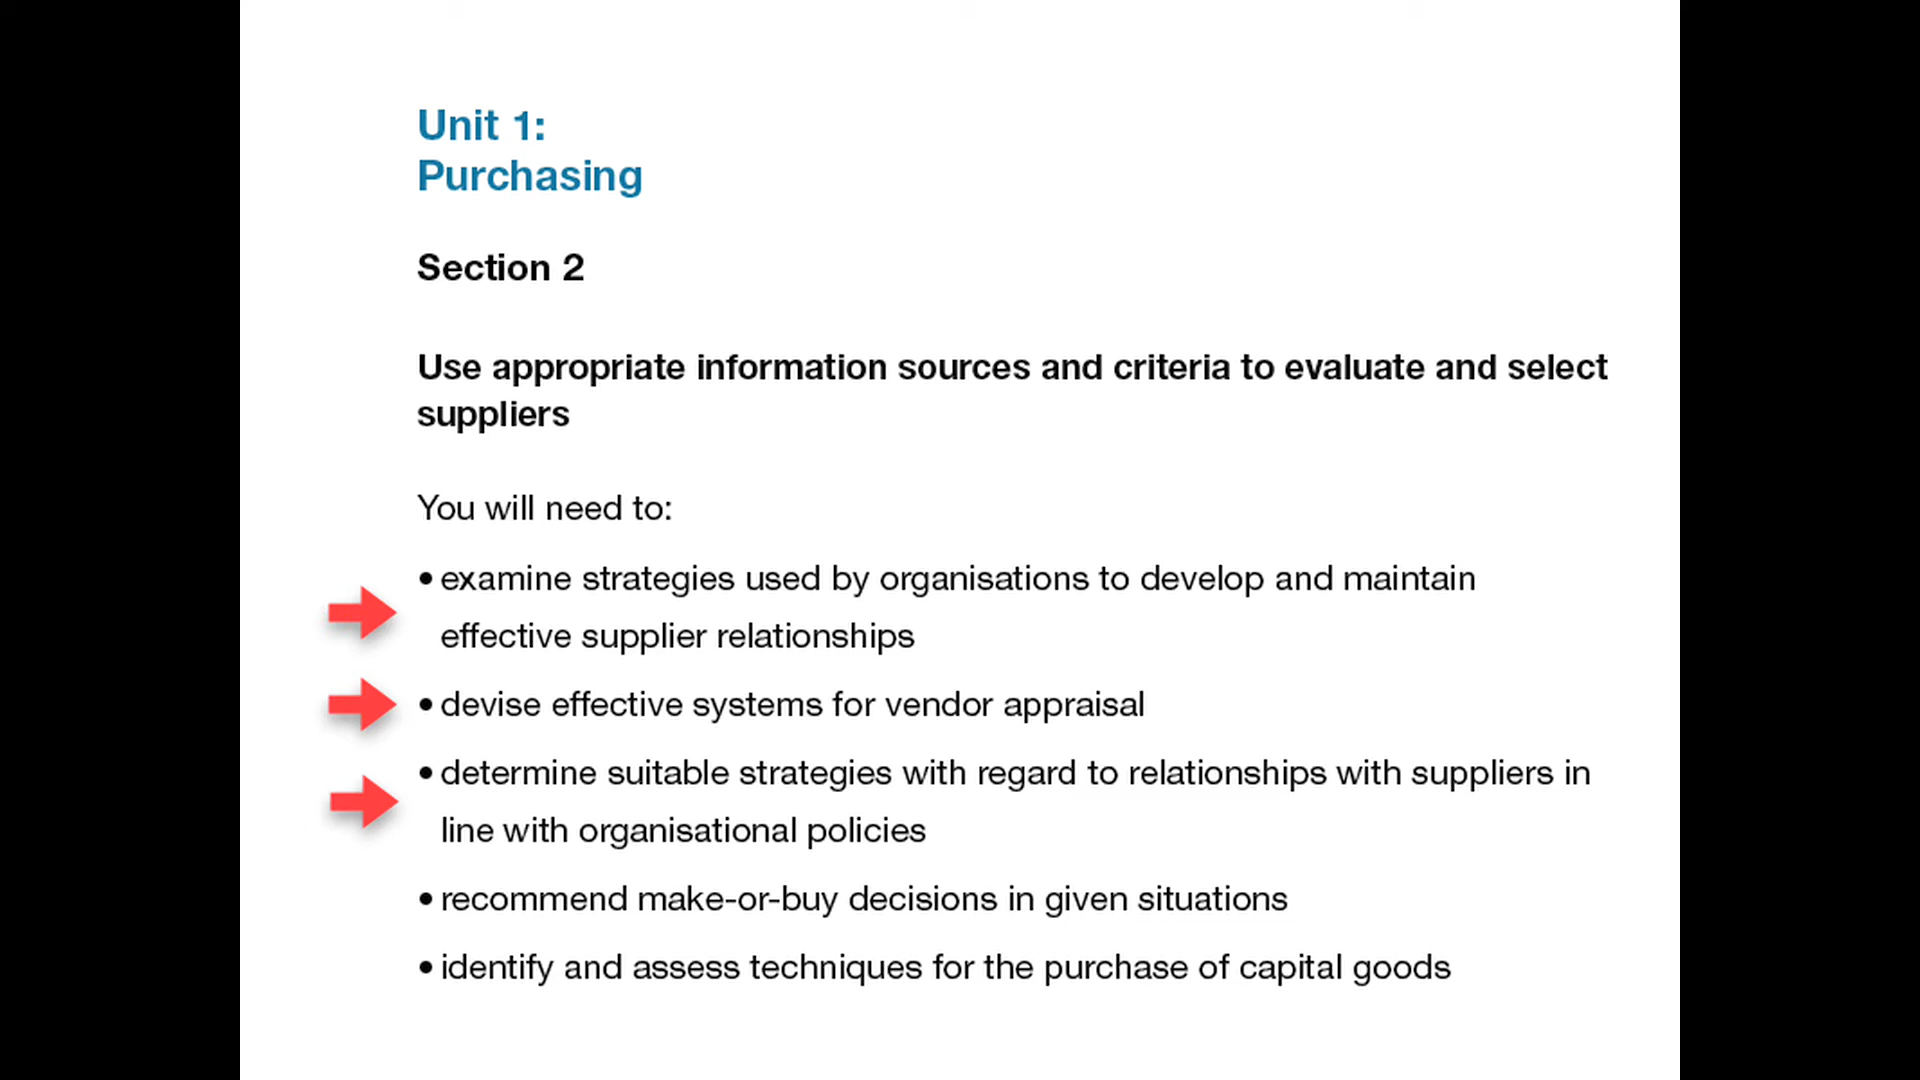 Unit 1:
Purchasing
Section 2
Use appropriate information sources and criteria to evaluate and select
suppliers
You will need to:
• examine strategies used by organisations to develop and maintain
effective supplier relationships
• devise effective systems for vendor appraisal
• determine suitable strategies with regard to relationships with suppliers in
line with organisational policies
• recommend make-or-buy decisions in given situations
• identify and assess techniques for the purchase of capital goods